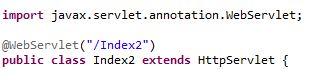 import javax.servlet.annotation.WebServlet;
@WebServlet("/Index2")
public class Index2 extends HttpServlet {